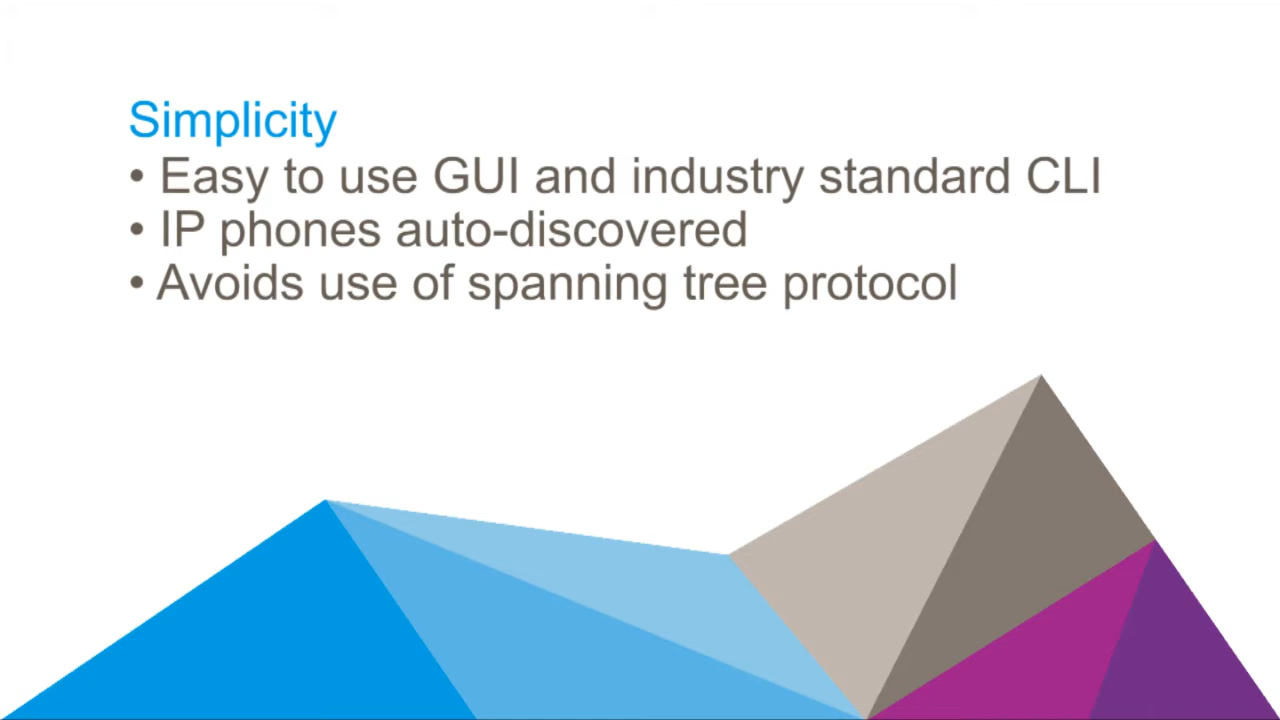 Simplicity
• Easy to use GUI and industry standard CLI
• IP phones auto-discovered
• Avoids use of spanning tree protocol